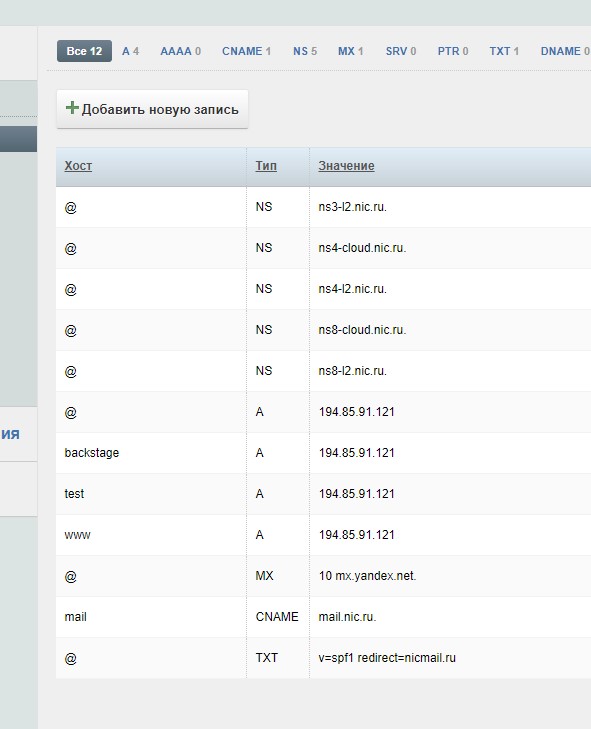 Все 12 A 4 AAAA 0 CNAME 1 NS 5 MX 1 SRV 0 PTR 0 TXT 1 DNAME 0
Добавить новую запись
Хост Тип Значение
@ NS ns3-l2.nic.ru.
@ NS ns4-cloud.nic.ru.
@ NS ns4-l2.nic.ru.
@ NS ns8-cloud.nic.ru.
@ NS ns8-l2.nic.ru.
@ A 194.85.91.121
ия
backstage A 194.85.91.121
test A 194.85.91.121
www A 194.85.91.121
@ MX 10 mx.yandex.net.
mail CNAME mail.nic.ru.
@ TXT v=spf1 redirect=nicmail.ru